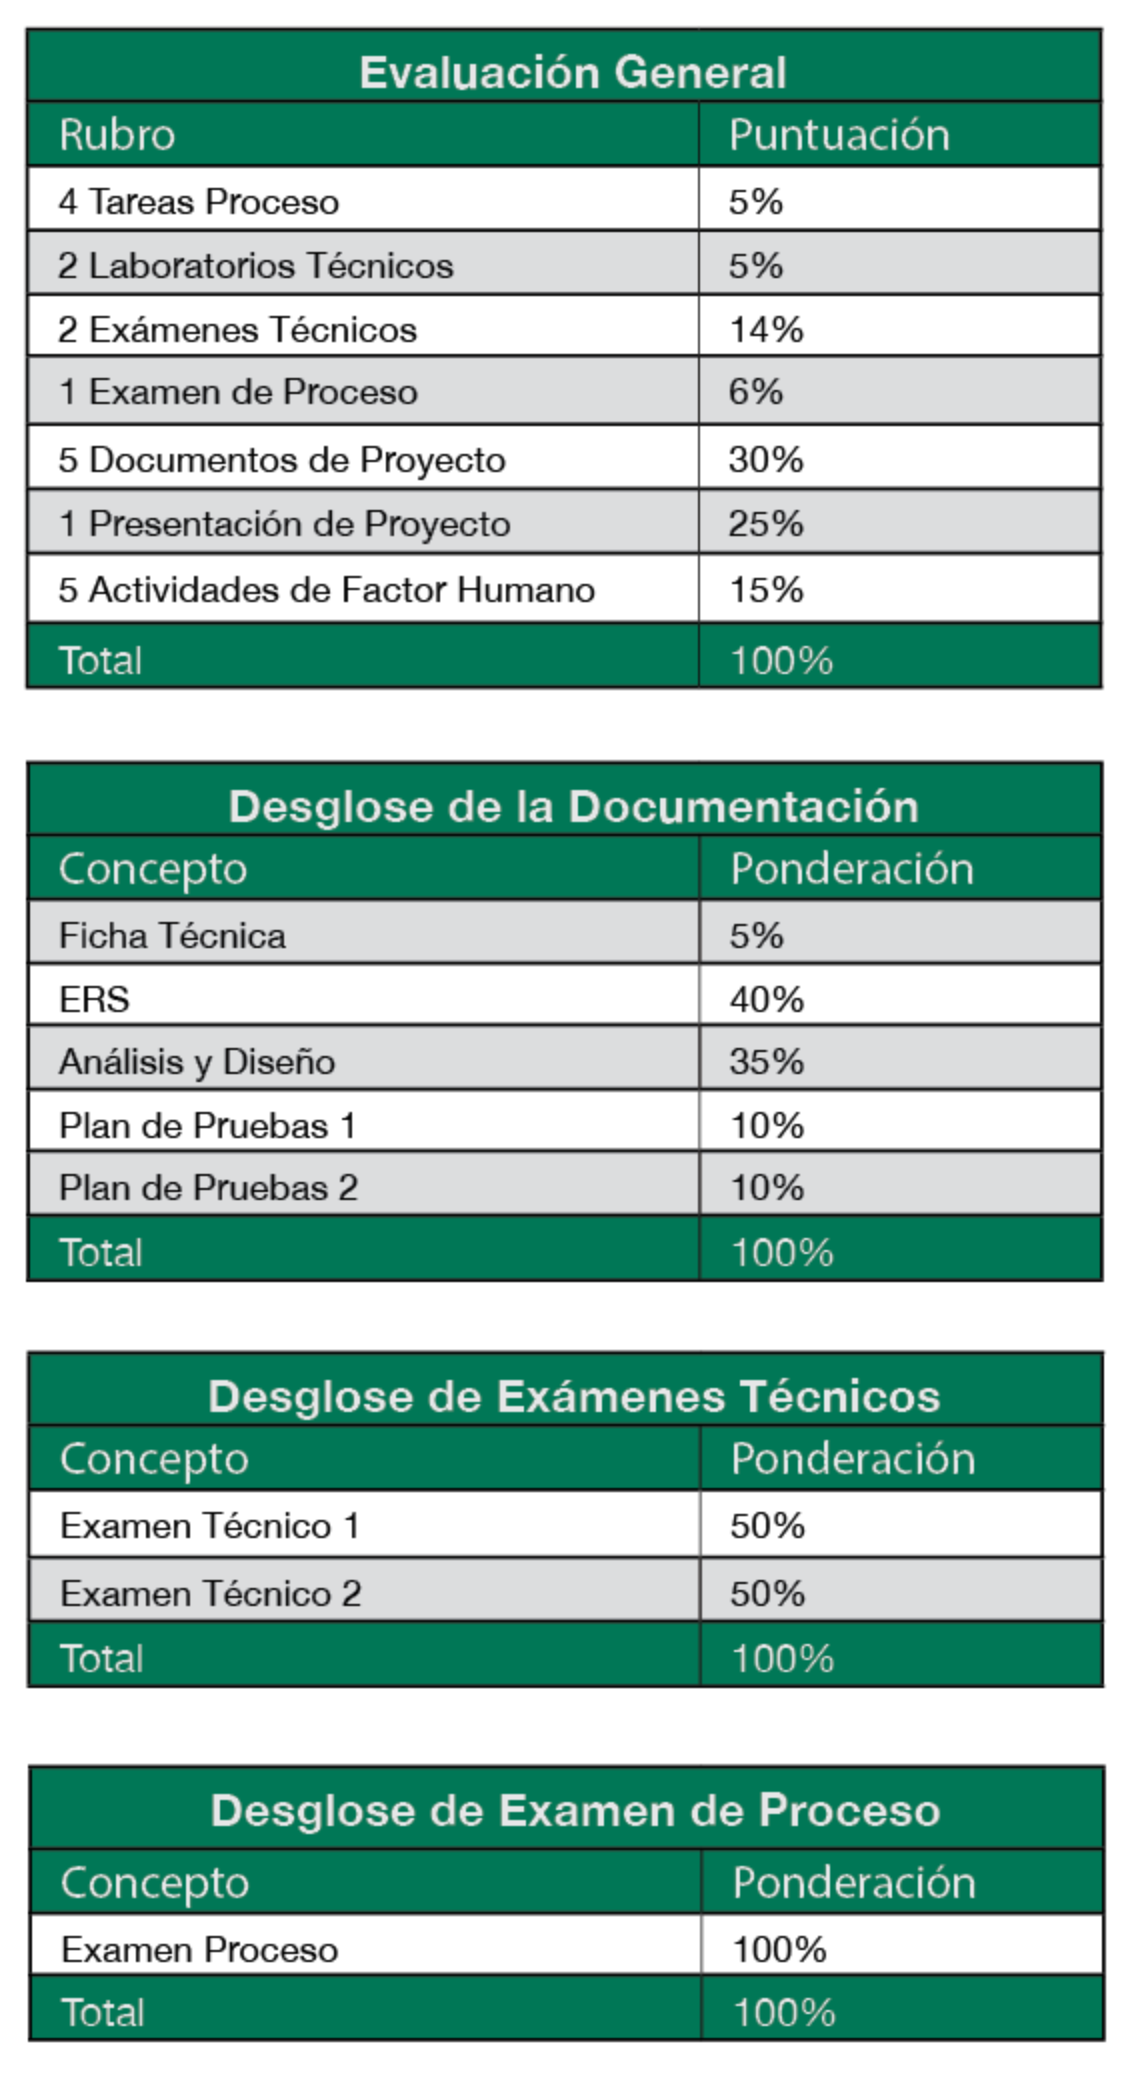 Evaluación General
Rubro Puntuación
4 Tareas Proceso 5%
2 Laboratorios Técnicos 5%
2 Exámenes Técnicos 14%
1 Examen de Proceso 6%
5 Documentos de Proyecto 30%
1 Presentación de Proyecto 25%
5 Actividades de Factor Humano 15%
Total 100%
Desglose de la Documentación
Concepto Ponderación
Ficha Técnica 5%
ERS 40%
Análisis y Diseño 35%
Plan de Pruebas 1 10%
Plan de Pruebas 2 10%
Total 100%
Desglose de Exámenes Técnicos
Concepto Ponderación
Examen Técnico 1 50%
Examen Técnico 2 50%
Total 100%
Desglose de Examen de Proceso
Concepto Ponderación
Examen Proceso 100%
Total 100%